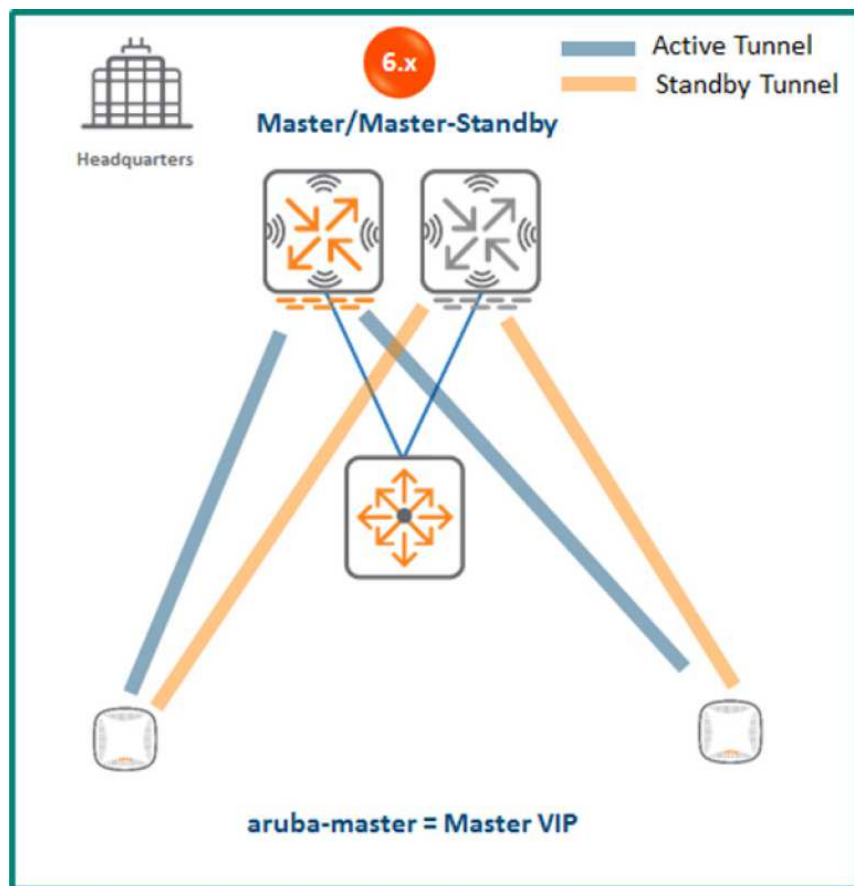 6.x
Active Tunnel
Standby Tunnel
Headquarters
Master/Master-Standby
aruba-master = Master VIP